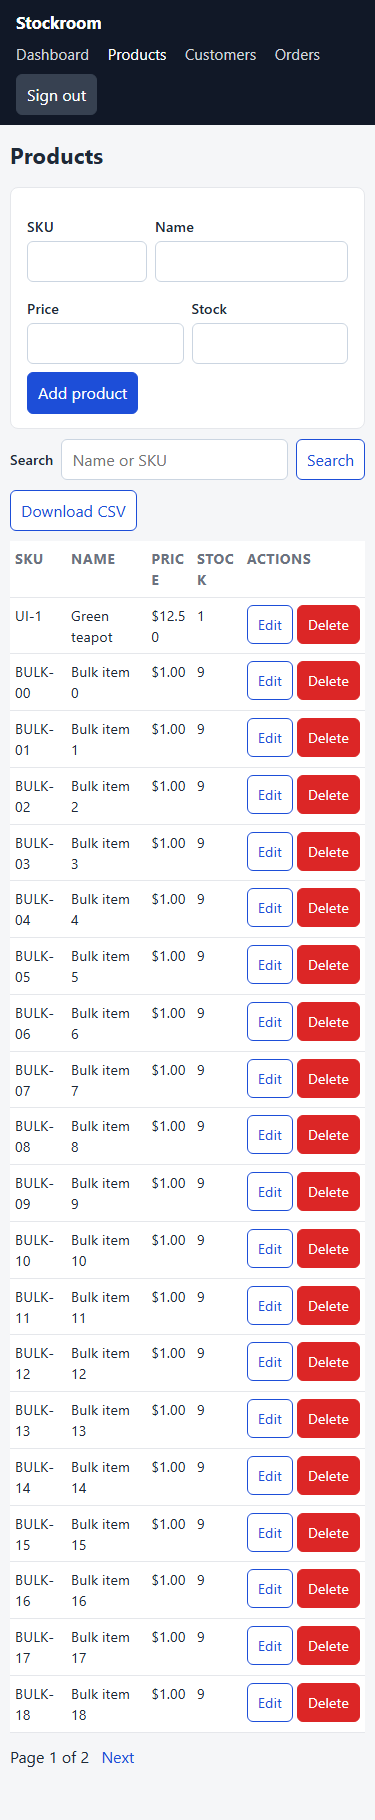 Stockroom
Dashboard Products Customers Orders
Sign out
Products
SKU Name
Price Stock
Add product
Search Name or SKU Search
Download CSV
SKU NAME PRIC STOC ACTIONS
E K
UI-1 Green $12.5 1 Edit Delete
teapot 0
BULK- Bulk item $1.00 9 Edit Delete
00 0
BULK- Bulk item $1.00 9 Edit Delete
01 1
BULK- Bulk item $1.00 9 Edit Delete
02 2
BULK- Bulk item $1.00 9 Edit Delete
03 3
BULK- Bulk item $1.00 9 Edit Delete
04 4
BULK- Bulk item $1.00 9 Edit Delete
05 5
BULK- Bulk item $1.00 9 Edit Delete
06 6
BULK- Bulk item $1.00 9 Edit Delete
07 7
BULK- Bulk item $1.00 9 Edit Delete
08 8
BULK- Bulk item $1.00 9 Edit Delete
09 9
BULK- Bulk item $1.00 9 Edit Delete
10 10
BULK- Bulk item $1.00 9 Edit Delete
11 11
BULK- Bulk item $1.00 9 Edit Delete
12 12
BULK- Bulk item $1.00 9 Edit Delete
13 13
BULK- Bulk item $1.00 9 Edit Delete
14 14
BULK- Bulk item $1.00 9 Edit Delete
15 15
BULK- Bulk item $1.00 9 Edit Delete
16 16
BULK- Bulk item $1.00 9 Edit Delete
17 17
BULK- Bulk item $1.00 9 Edit Delete
18 18
Page 1 of 2 Next